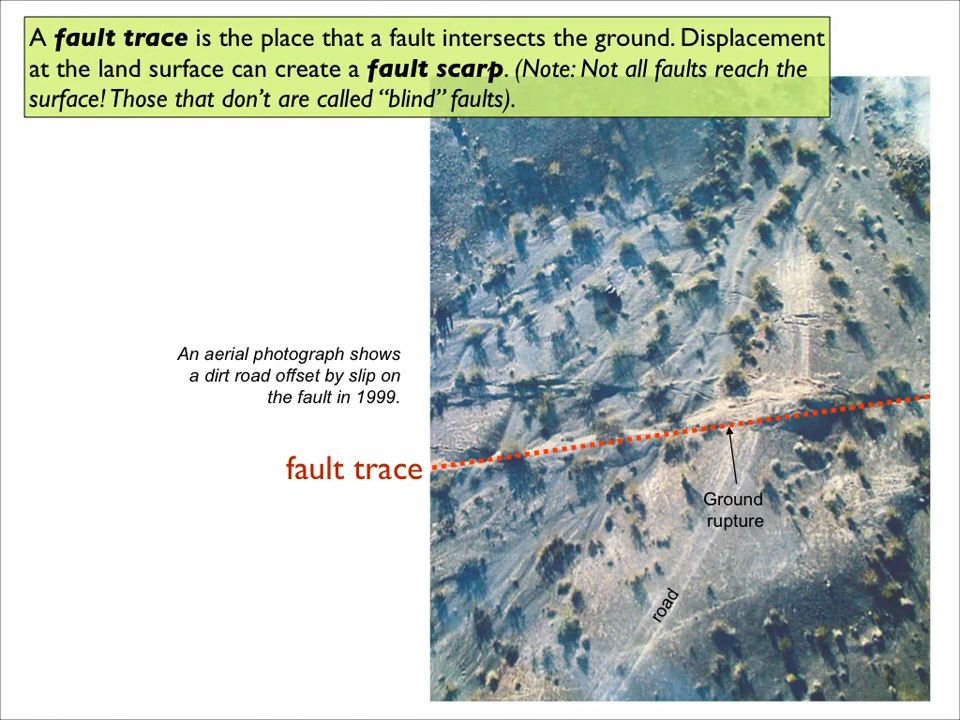 A fault trace is the place that a fault intersects the ground. Displacement
at the land surface can create a fault scarp. (Note: Not all faults reach the
surface! Those that don’t are called “blind” faults).
An aerial photograph shows
a dirt road offset by slip on
the fault in 1999.
fault trace
Ground
rupture
road